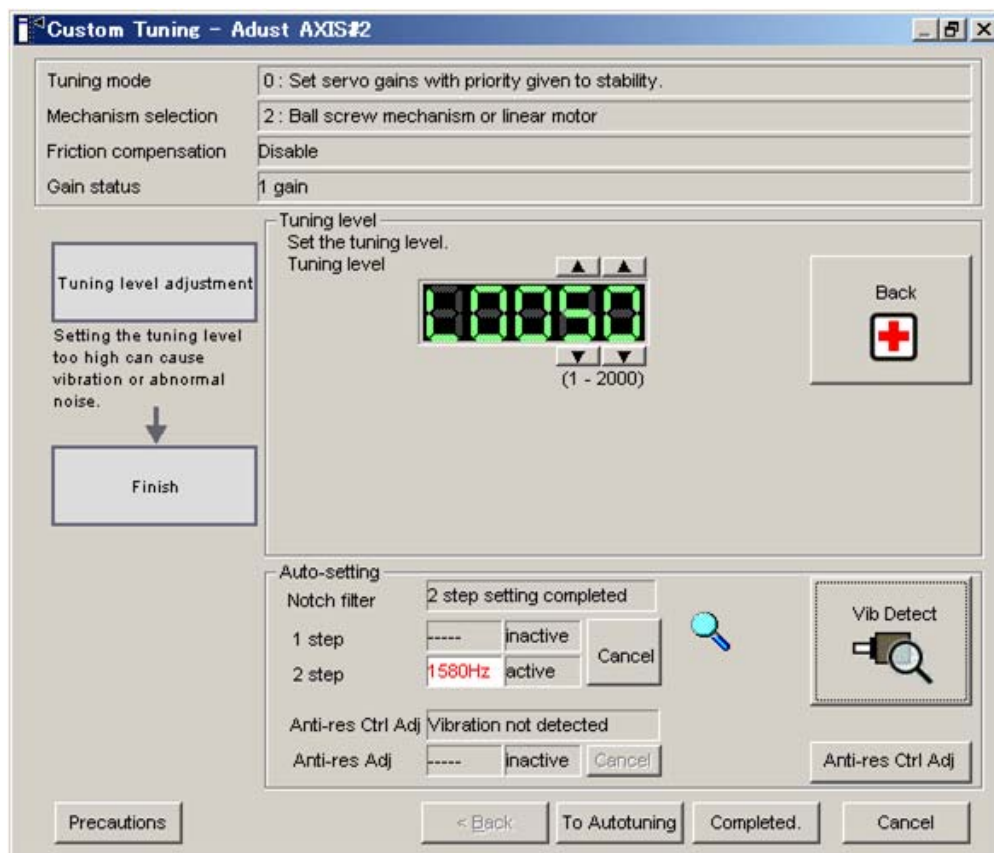 Custom Tuning - Adust AXIS#2
Tuning mode
0 : Set servo gains with priority given to stability.
Mechanism selection
2 : Ball screw mechanism or linear motor
Friction compensation
Disable
Gain status
1 gain
Tuning level adjustment
Setting the tuning level
too high can cause
vibration or abnormal
noise.
Finish
Tuning level
Set the tuning level.
Tuning level
L0050
(1 - 2000)
Back
Auto-setting
Notch filter
2 step setting completed
1 step
-----
inactive
2 step
1580Hz
active
Cancel
Vib Detect
Anti-res Ctrl Adj
Vibration not detected
Anti-res Adj
-----
inactive
Cancel
Anti-res Ctrl Adj
Precautions
< Back
To Autotuning
Completed.
Cancel